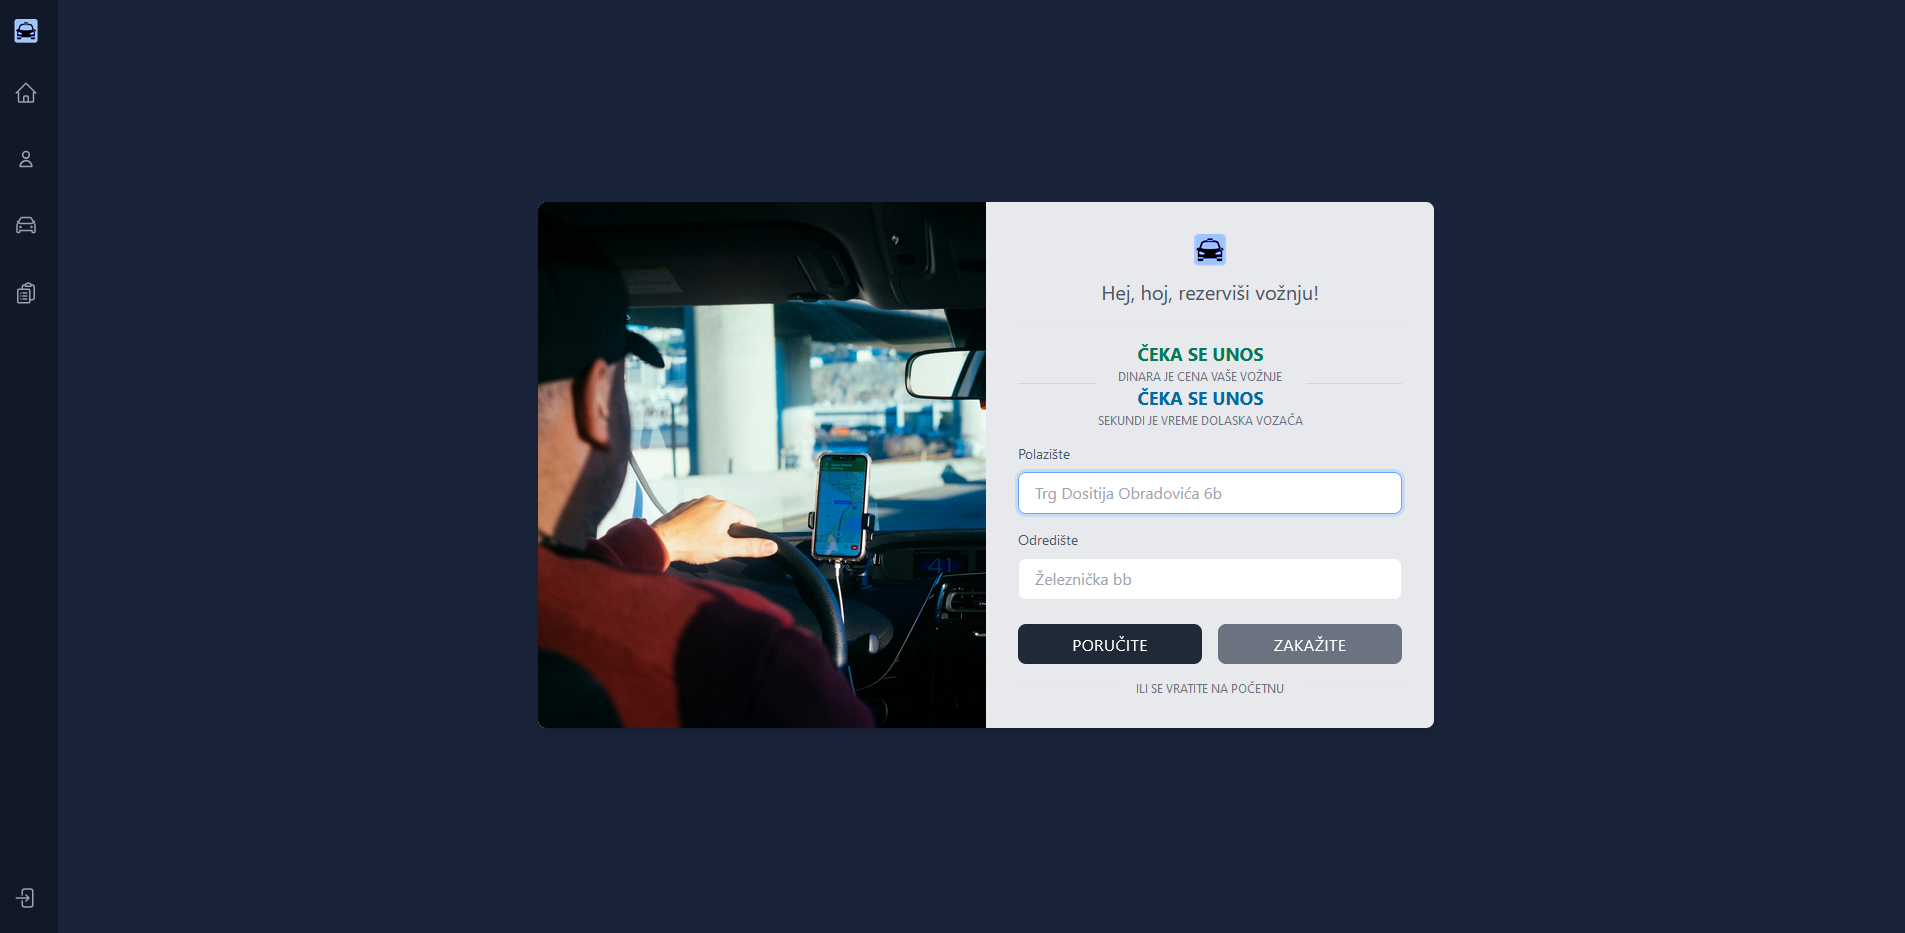 Hej, hoj, rezerviši vožnju!
ČEKA SE UNOS
DINARA JE CENA VAŠE VOŽNJE
ČEKA SE UNOS
SEKUNDI JE VREME DOLASKA VOZAČA
Polazište
Trg Dositija Obradovića 6b
Odredište
Železnička bb
PORUČITE
ZAKAŽITE
ILI SE VRATITE NA POČETNU
41